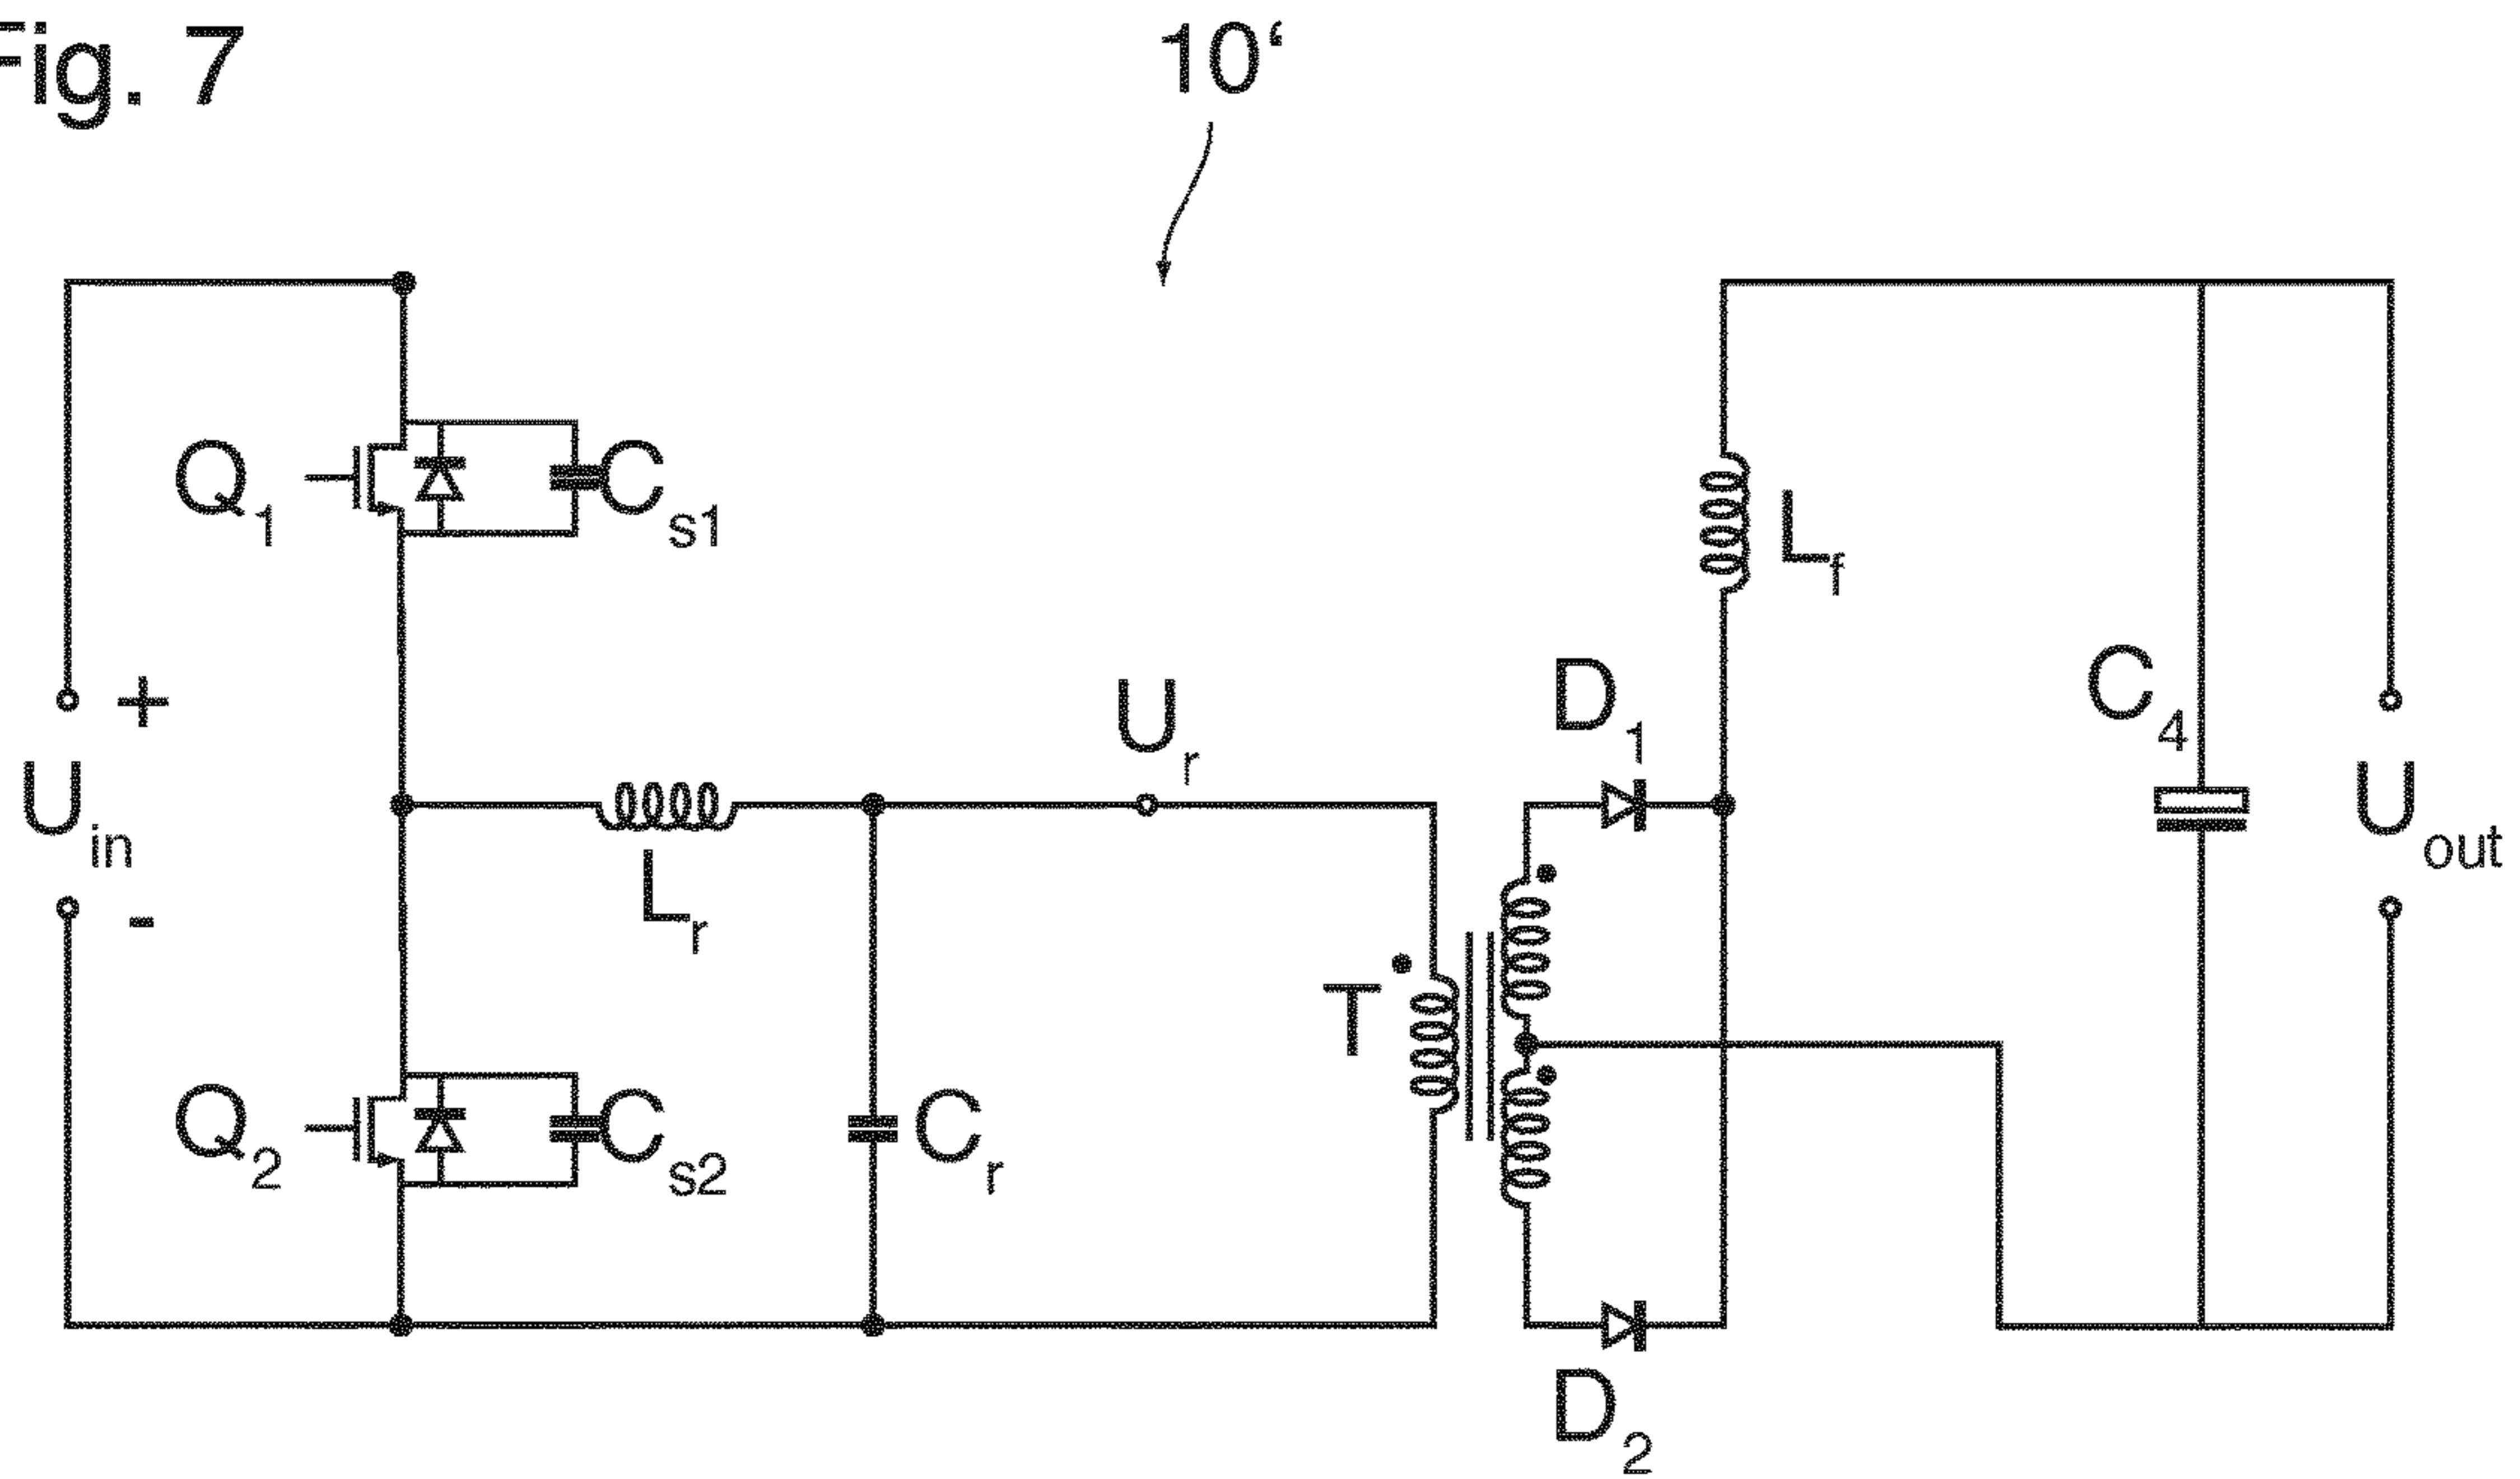 Fig. 7
10‘
Q1
Cs1
Lf
+
Uin
-
Lr
Ur
D1
C4
Uout
T
Q2
Cs2
Cr
D2